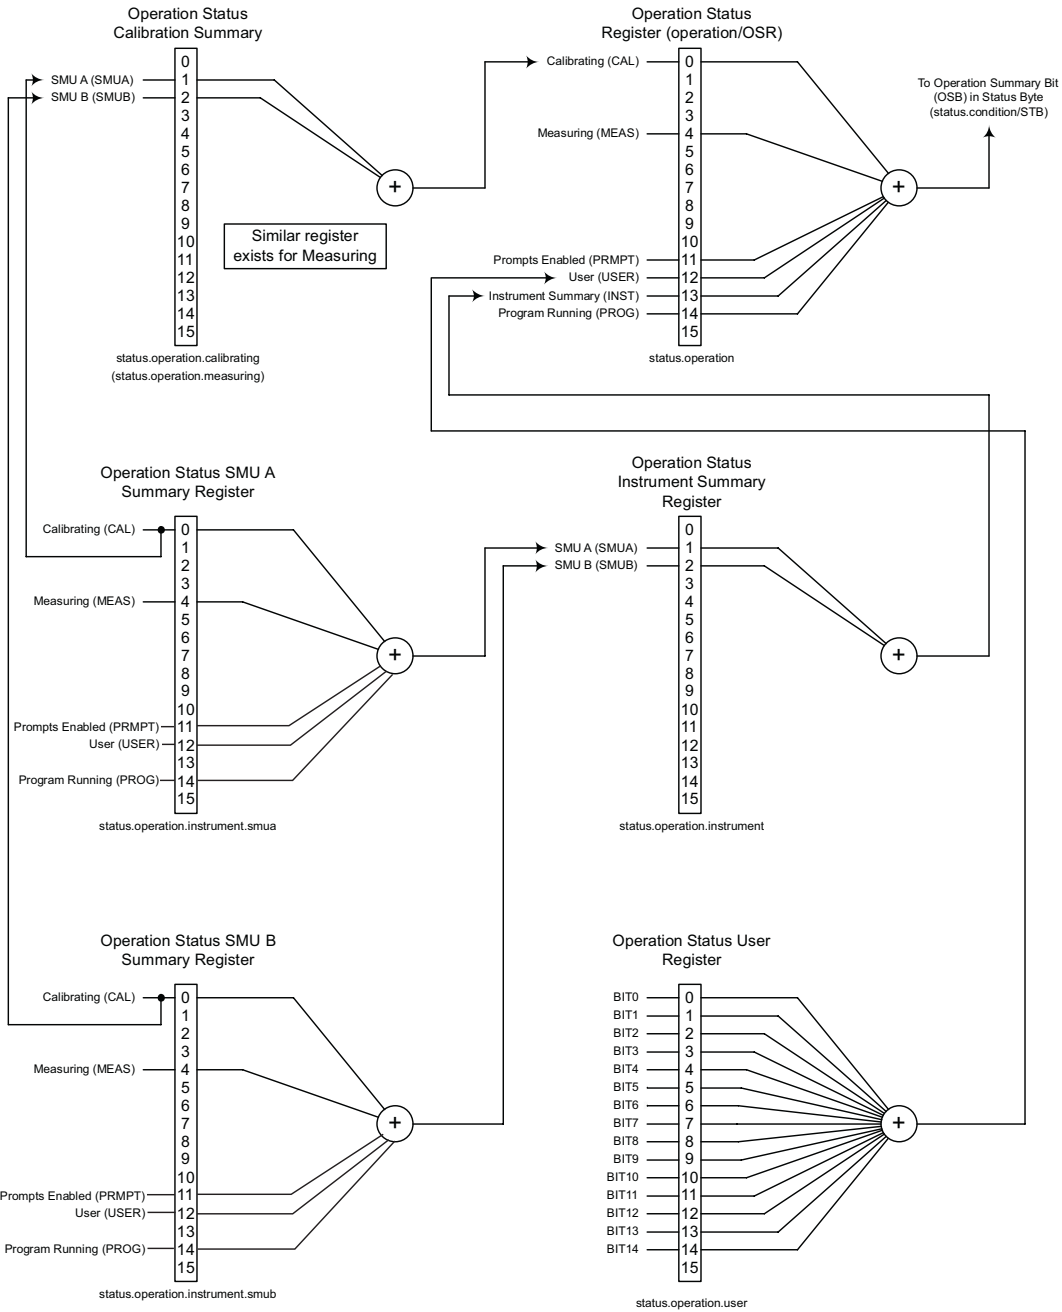 Operation Status
Calibration Summary
SMU A (SMUA)
SMU B (SMUB)
0
1
2
3
4
5
6
7
8
9
10
11
12
13
14
15
+
Similar register
exists for Measuring
status.operation.calibrating
(status.operation.measuring)
Operation Status
Register (operation/OSR)
Calibrating (CAL)
Measuring (MEAS)
Prompts Enabled (PRMPT)
User (USER)
Instrument Summary (INST)
Program Running (PROG)
0
1
2
3
4
5
6
7
8
9
10
11
12
13
14
15
+
To Operation Summary Bit
(OSB) in Status Byte
(status.condition/STB)
status.operation
Operation Status SMU A
Summary Register
Calibrating (CAL)
Measuring (MEAS)
Prompts Enabled (PRMPT)
User (USER)
Program Running (PROG)
0
1
2
3
4
5
6
7
8
9
10
11
12
13
14
15
+
status.operation.instrument.smua
Operation Status
Instrument Summary
Register
SMU A (SMUA)
SMU B (SMUB)
0
1
2
3
4
5
6
7
8
9
10
11
12
13
14
15
+
status.operation.instrument
Operation Status SMU B
Summary Register
Calibrating (CAL)
Measuring (MEAS)
Prompts Enabled (PRMPT)
User (USER)
Program Running (PROG)
0
1
2
3
4
5
6
7
8
9
10
11
12
13
14
15
+
status.operation.instrument.smub
Operation Status User
Register
BIT0
BIT1
BIT2
BIT3
BIT4
BIT5
BIT6
BIT7
BIT8
BIT9
BIT10
BIT11
BIT12
BIT13
BIT14
0
1
2
3
4
5
6
7
8
9
10
11
12
13
14
15
+
status.operation.user